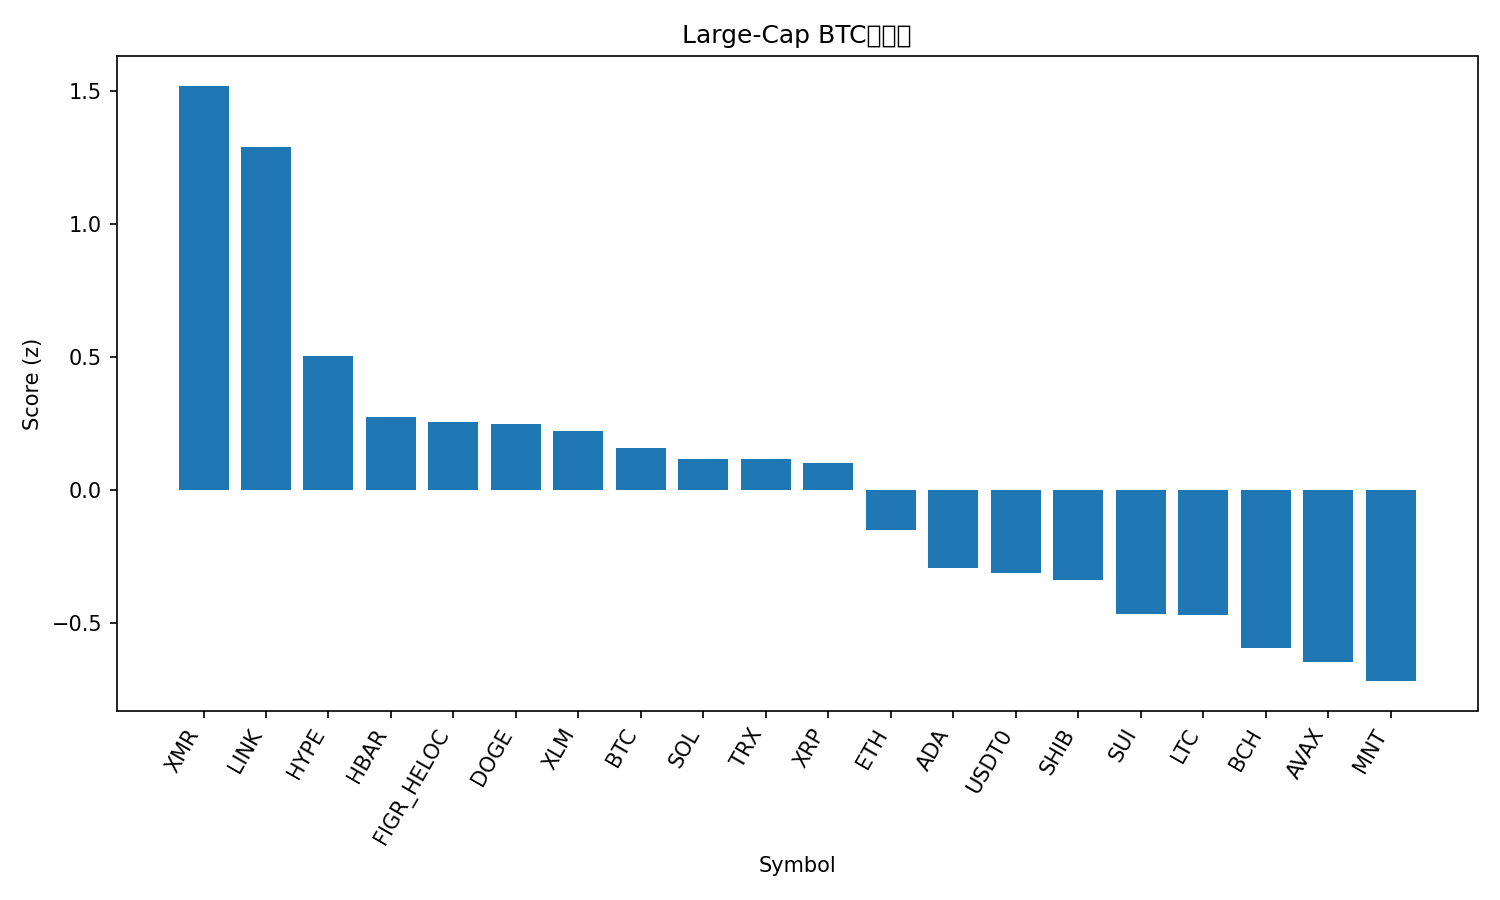 Large-Cap BTC
Score (z)
1.5
1.0
0.5
0.0
−0.5
XMR
LINK
HYPE
HBAR
FIGR_HELOC
DOGE
XLM
BTC
SOL
TRX
XRP
ETH
ADA
USDT0
SHIB
SUI
LTC
BCH
AVAX
MNT
Symbol